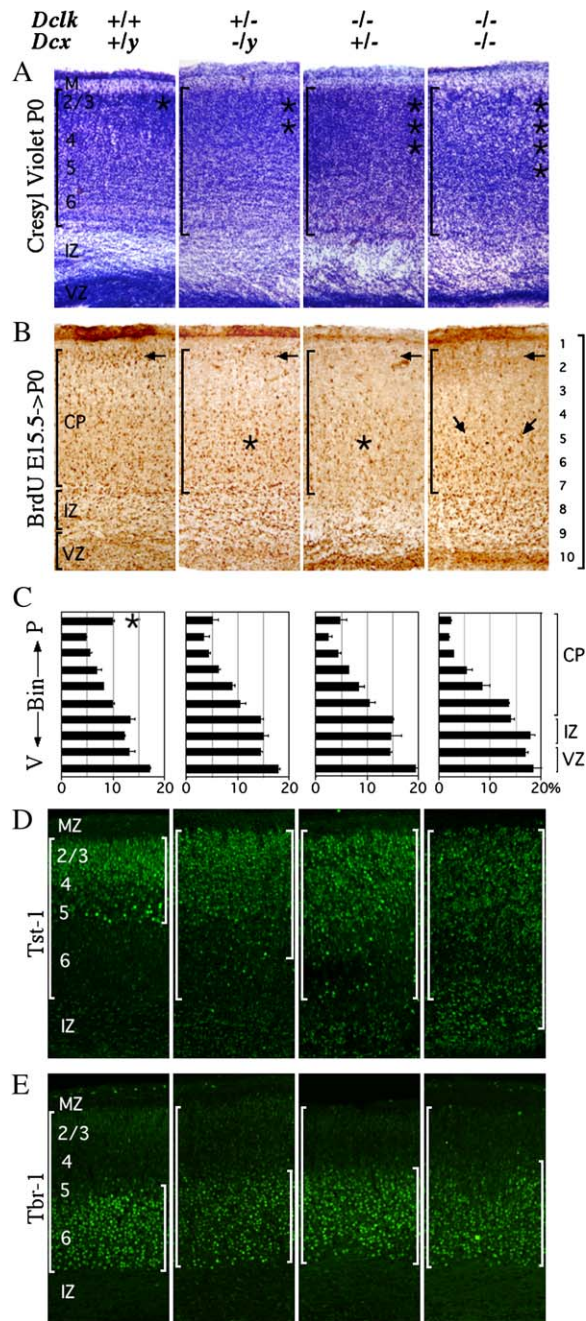 Dclk +/+ +/- -/- -/-
Dcx +/y -/y +/- -/-
A
Cresyl Violet P0
M
2/3
4
5
6
IZ
VZ
*
* *
* * *
* * * *
B
BrdU E15.5->P0
CP
IZ
VZ
*
*
1
2
3
4
5
6
7
8
9
10
C
V Bin P
*
CP
IZ
VZ
0 10 20
0 10 20
0 10 20
0 10 20%
D
Tst-1
MZ
2/3
4
5
6
IZ
E
Tbr-1
MZ
2/3
4
5
6
IZ